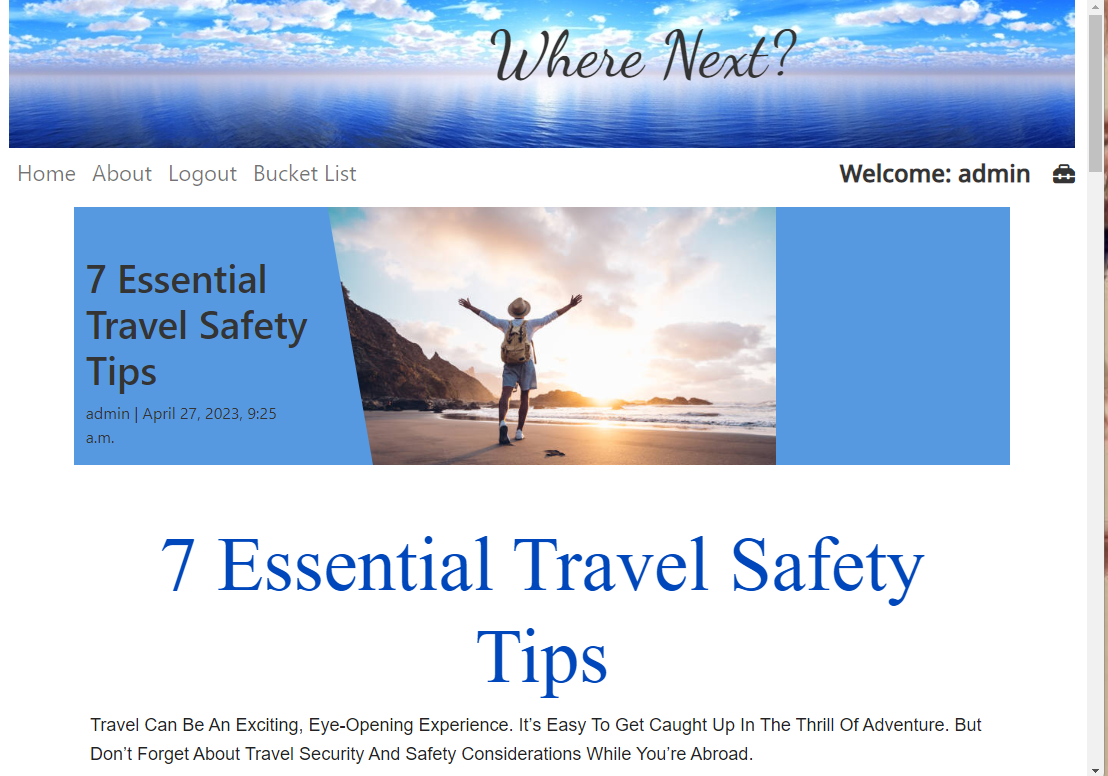 Where Next?
Home About Logout Bucket List Welcome: admin
7 Essential
Travel Safety
Tips
admin | April 27, 2023, 9:25
a.m.
7 Essential Travel Safety
Tips
Travel Can Be An Exciting, Eye-Opening Experience. It’s Easy To Get Caught Up In The Thrill Of Adventure. But
Don’t Forget About Travel Security And Safety Considerations While You’re Abroad.